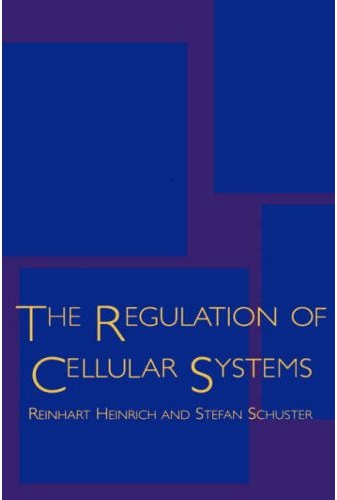 THE REGULATION OF
CELLULAR SYSTEMS
REINHART HEINRICH AND STEFAN SCHUSTER